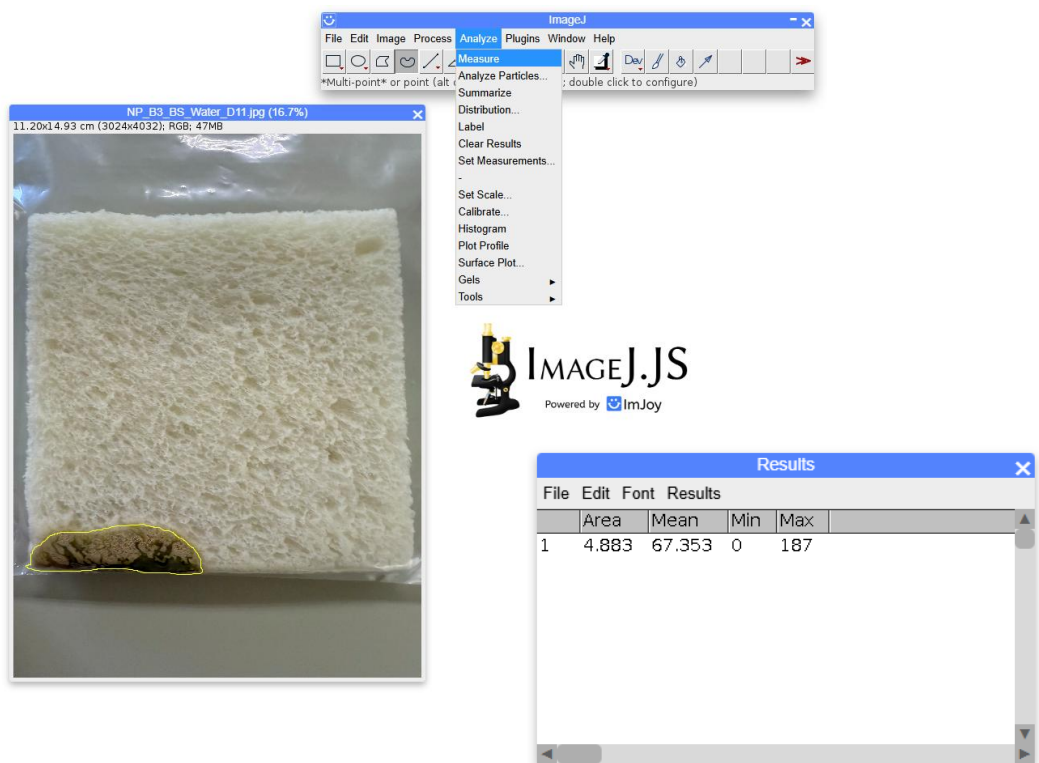 ImageJ
File Edit Image Process Analyze Plugins Window Help
Dev
*Multi-point* or point (alt
; double click to configure)
Measure
Analyze Particles...
Summarize
Distribution...
Label
Clear Results
Set Measurements...
-
Set Scale...
Calibrate...
Histogram
Plot Profile
Surface Plot...
Gels
Tools
NP_B3_BS_Water_D11.jpg (16.7%)
11.20x14.93 cm (3024x4032); RGB; 47MB
IMAGEJ.JS
Powered by ImJoy
Results
File Edit Font Results
Area Mean Min Max
1 4.883 67.353 0 187